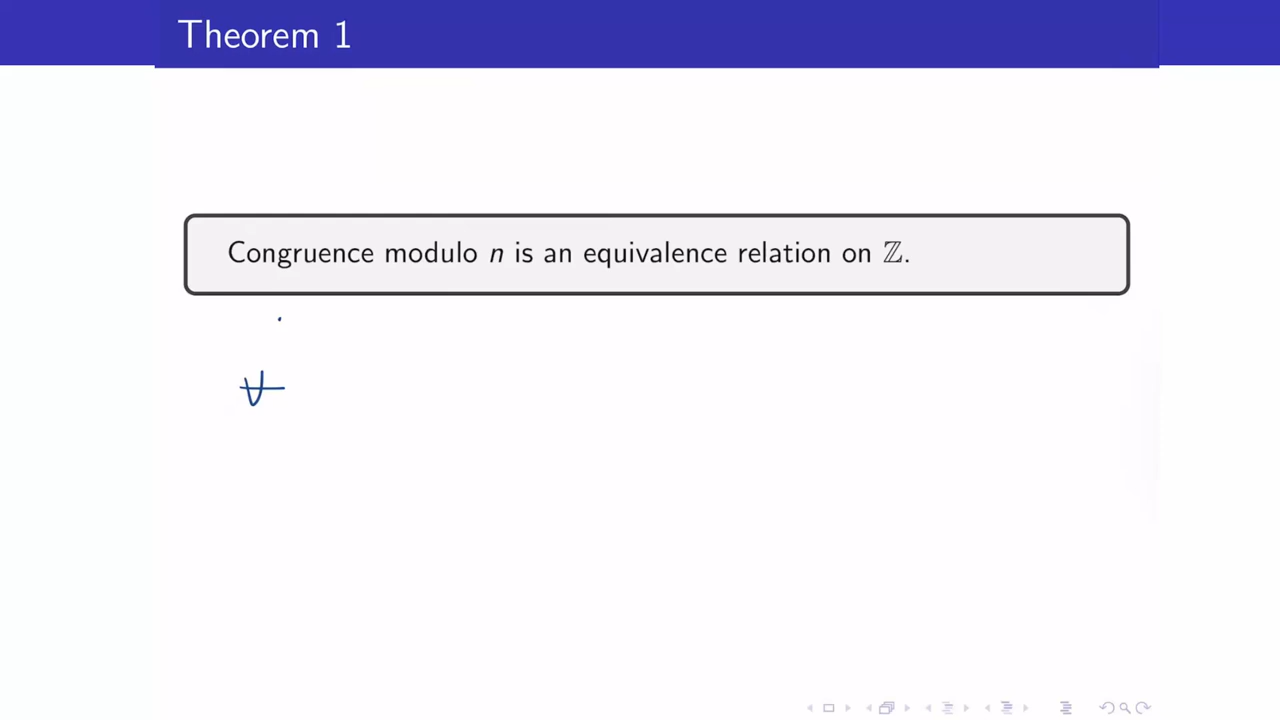 Theorem 1
Congruence modulo n is an equivalence relation on ℤ.
∀